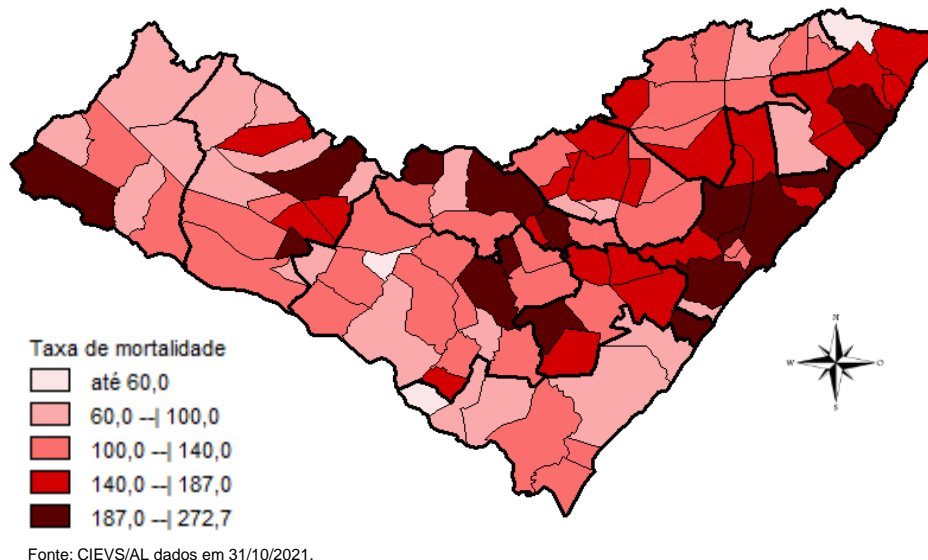 Taxa de mortalidade
até 60,0
60,0 --| 100,0
100,0 --| 140,0
140,0 --| 187,0
187,0 --| 272,7
N
W
O
S
Fonte: CIEVS/AL dados em 31/10/2021.